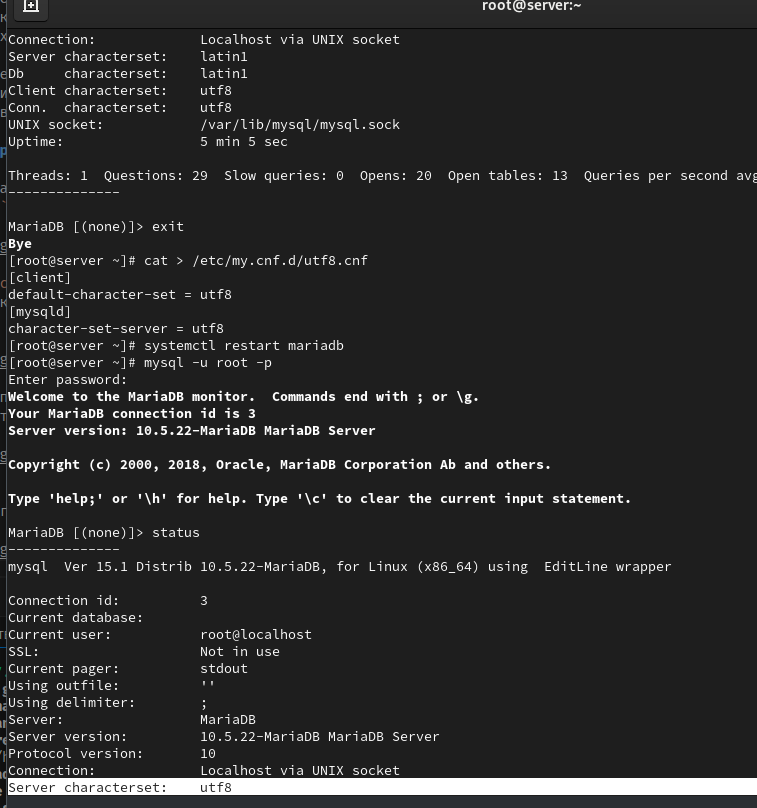 root@server:~
Connection:             Localhost via UNIX socket
Server characterset:    latin1
Db     characterset:    latin1
Client characterset:    utf8
Conn.  characterset:    utf8
UNIX socket:            /var/lib/mysql/mysql.sock
Uptime:                 5 min 5 sec
Threads: 1  Questions: 29  Slow queries: 0  Opens: 20  Open tables: 13  Queries per second avg
--------------
MariaDB [(none)]> exit
Bye
[root@server ~]# cat > /etc/my.cnf.d/utf8.cnf
[client]
default-character-set = utf8
[mysqld]
character-set-server = utf8
[root@server ~]# systemctl restart mariadb
[root@server ~]# mysql -u root -p
Enter password:
Welcome to the MariaDB monitor.  Commands end with ; or \g.
Your MariaDB connection id is 3
Server version: 10.5.22-MariaDB MariaDB Server
Copyright (c) 2000, 2018, Oracle, MariaDB Corporation Ab and others.
Type 'help;' or '\h' for help. Type '\c' to clear the current input statement.
MariaDB [(none)]> status
--------------
mysql  Ver 15.1 Distrib 10.5.22-MariaDB, for Linux (x86_64) using  EditLine wrapper
Connection id:          3
Current database:
Current user:           root@localhost
SSL:                    Not in use
Current pager:          stdout
Using outfile:          ''
Using delimiter:        ;
Server:                 MariaDB
Server version:         10.5.22-MariaDB MariaDB Server
Protocol version:       10
Connection:             Localhost via UNIX socket
Server characterset:    utf8